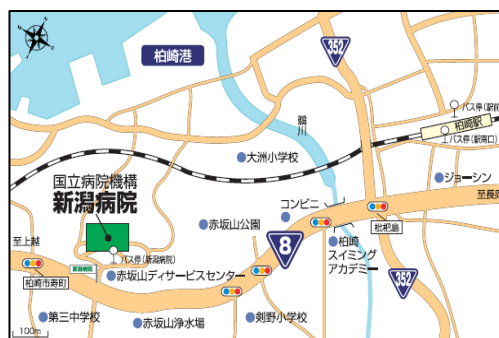 352
柏崎港
バス停(駅前)
柏崎駅
バス停(駅南口)
鵜川
大洲小学校
ジョーシン
国立病院機構
新潟病院
コンビニ
至長岡
赤坂山公園
枇杷島
至上越
8
バス停(新潟病院)
柏崎
スイミング
アカデミー
新潟病院
赤坂山デイサービスセンター
柏崎市寿町
352
第三中学校
赤坂山浄水場
剣野小学校
100m